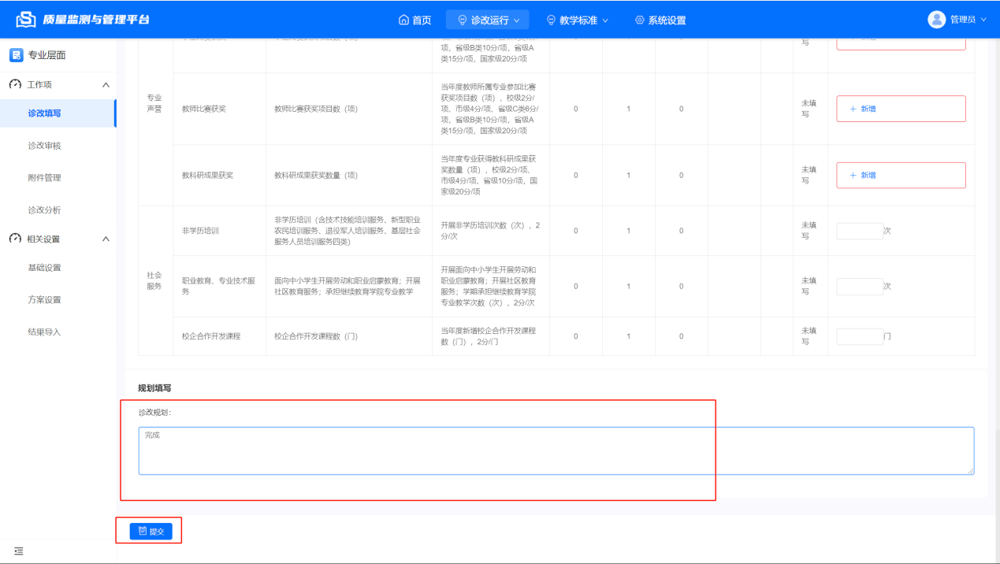 质量监测与管理平台
首页
诊改运行
教学标准
系统设置
管理员
专业层面
工作项
诊改填写
诊改审核
附件管理
诊改分析
相关设置
基础设置
方案设置
结果导入
项，省级B类10分/项，省级A
类15分/项，国家级20分/项
写
专业
声誉
教师比赛获奖
教师比赛获奖项目数（项）
当年度教师所属专业参加比赛
获奖项目数（项），校级2分/
项、市级4分/项、省级C类6分/
项，省级B类10分/项，省级A
类15分/项，国家级20分/项
0
1
0
未填
写
+ 新增
教科研成果获奖
教科研成果获奖数量（项）
当年度专业获得教科研成果获
奖数量（项），校级2分/项、
市级4分/项、省级10分/项，国
家级20分/项
0
1
0
未填
写
+ 新增
社会
服务
非学历培训
非学历培训（含技术技能培训服务、新型职业
农民培训服务、退役军人培训服务、基层社会
服务人员培训服务四类）
开展非学历培训次数（次），2
分/次
0
1
0
未填
写
次
职业教育、专业技术服
务
面向中小学生开展劳动和职业启蒙教育；开展
社区教育服务；承担继续教育学院专业教学
开展面向中小学生开展劳动和
职业启蒙教育；开展社区教育
服务；学期承担继续教育学院
专业教学次数（次），2分/次
0
1
0
未填
写
次
校企合作开发课程
校企合作开发课程数（门）
当年度新增校企合作开发课程
数（门），2分/门
0
1
0
未填
写
门
规划填写
诊改规划:
完成
提交